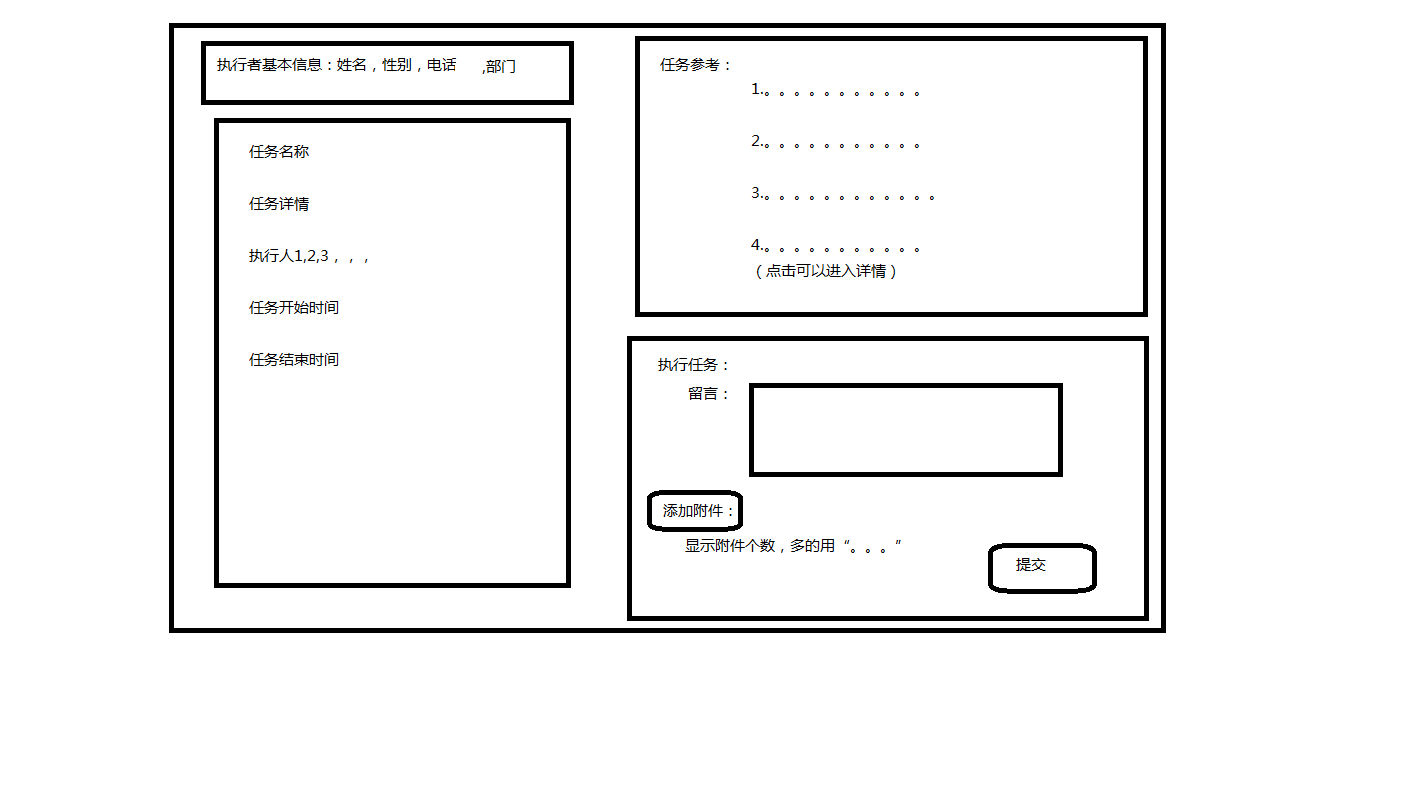 执行者基本信息：姓名，性别，电话 ,部门
任务名称
任务详情
执行人1,2,3，，，
任务开始时间
任务结束时间
任务参考：
1.。。。。。。。。。。。
2.。。。。。。。。。。。
3.。。。。。。。。。。。。
4.。。。。。。。。。。。
（点击可以进入详情）
执行任务：
留言：
添加附件：
显示附件个数，多的用“。。。”
提交